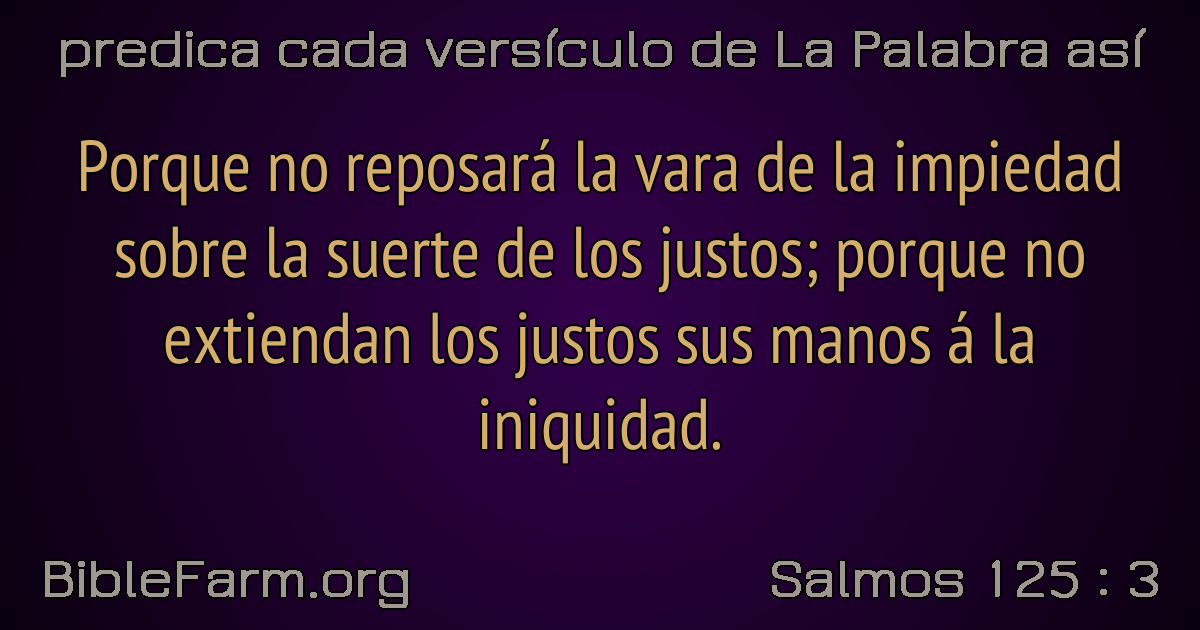 predica cada versículo de La Palabra así
Porque no reposará la vara de la impiedad
sobre la suerte de los justos; porque no
extiendan los justos sus manos á la
iniquidad.
BibleFarm.org
Salmos 125 : 3